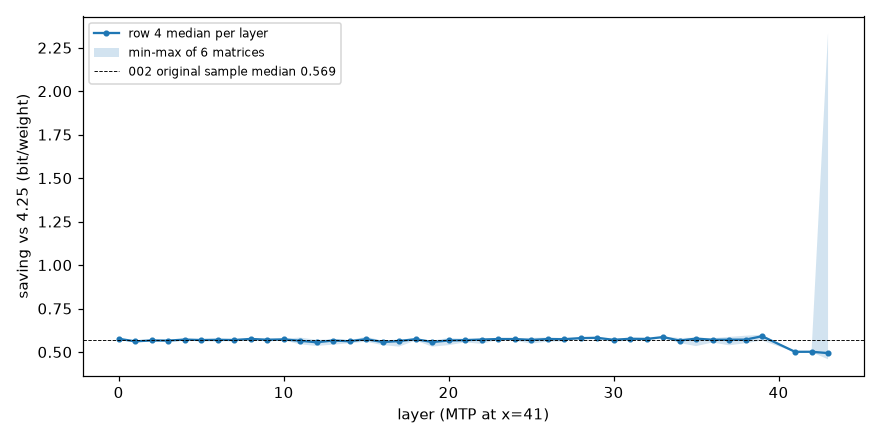 row 4 median per layer
min-max of 6 matrices
002 original sample median 0.569
saving vs 4.25 (bit/weight)
2.25
2.00
1.75
1.50
1.25
1.00
0.75
0.50
0 10 20 30 40
layer (MTP at x=41)